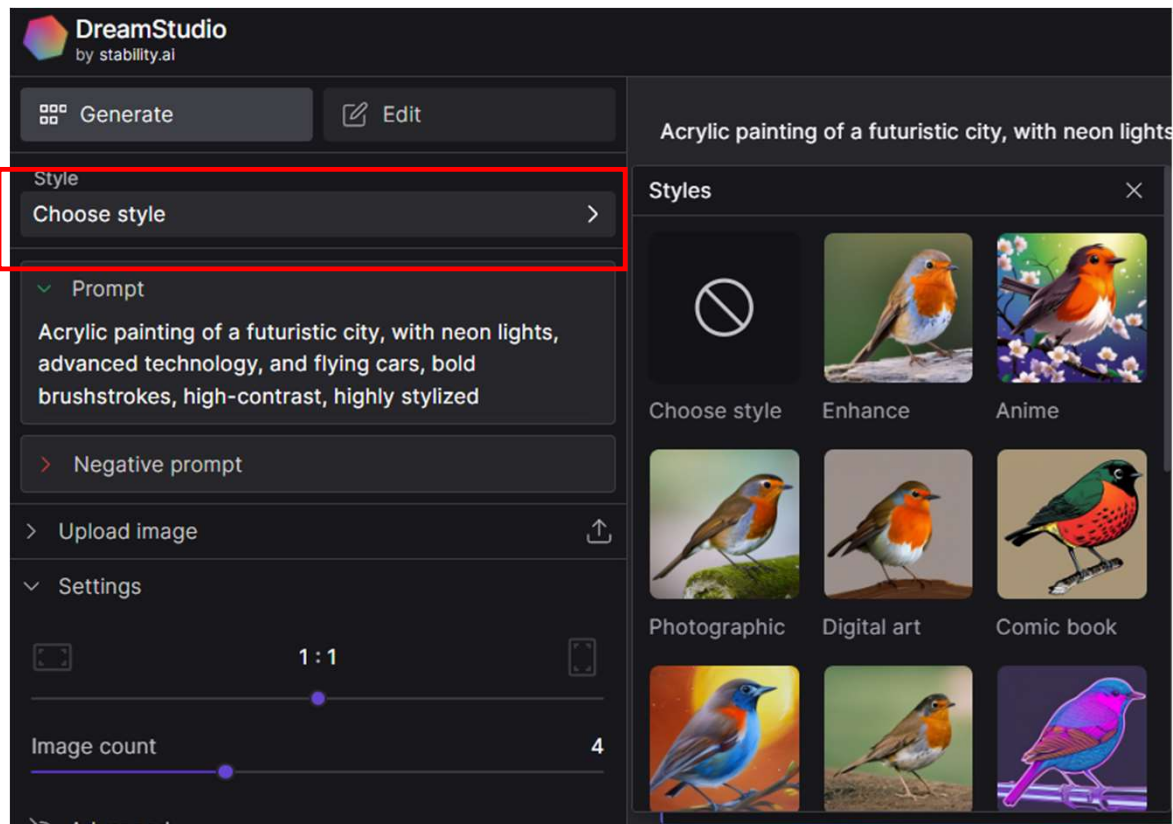 DreamStudio
by stability.ai
Generate
Edit
Style
Choose style
Prompt
Acrylic painting of a futuristic city, with neon lights,
advanced technology, and flying cars, bold
brushstrokes, high-contrast, highly stylized
Negative prompt
Upload image
Settings
1 : 1
Image count
4
Acrylic painting of a futuristic city, with neon lights
Styles
Choose style
Enhance
Anime
Photographic
Digital art
Comic book